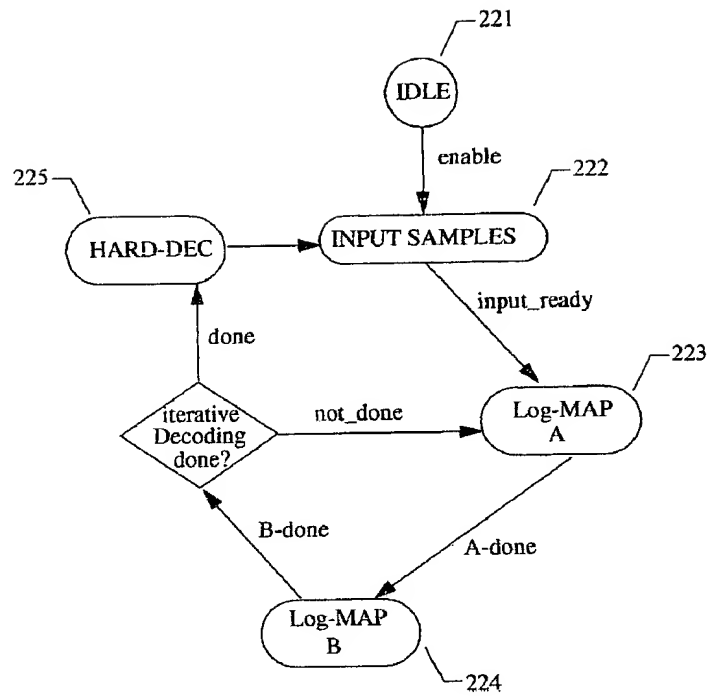 221
IDLE
enable
225
222
HARD-DEC
INPUT SAMPLES
input_ready
done
223
iterative
Decoding
done?
not_done
Log-MAP
A
B-done
A-done
Log-MAP
B
224